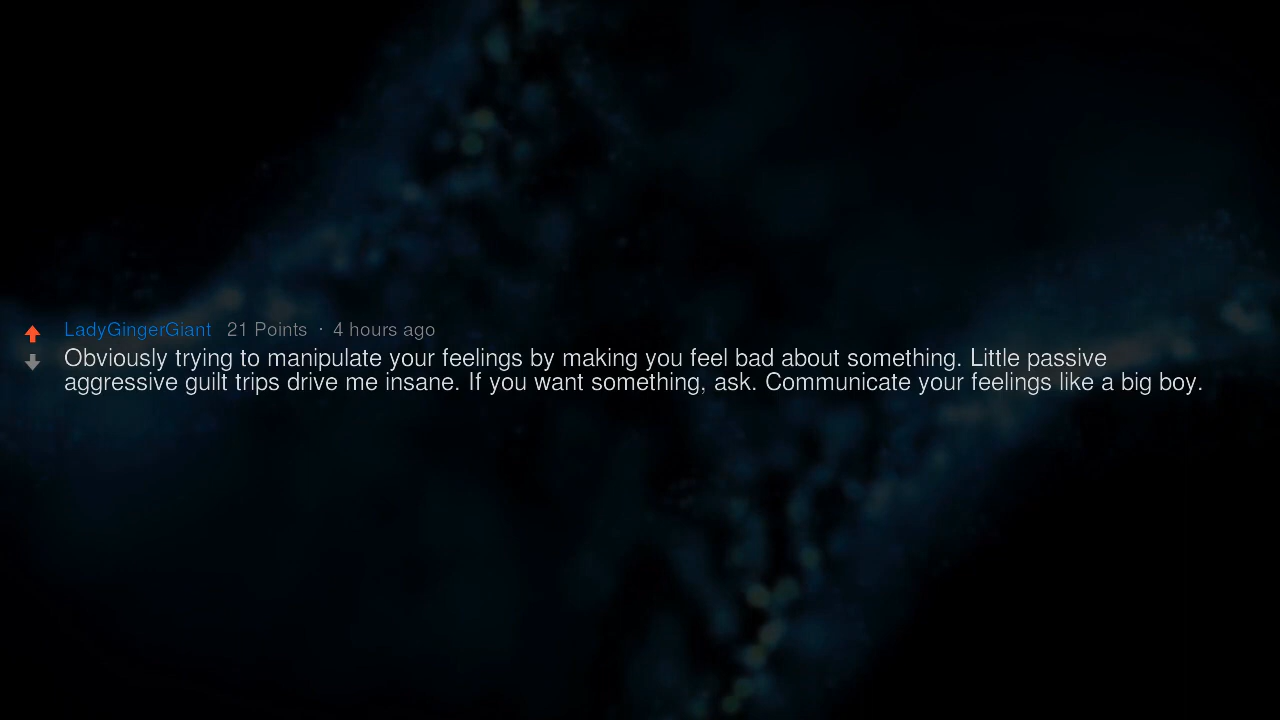 LadyGingerGiant 21 Points · 4 hours ago
Obviously trying to manipulate your feelings by making you feel bad about something. Little passive
aggressive guilt trips drive me insane. If you want something, ask. Communicate your feelings like a big boy.